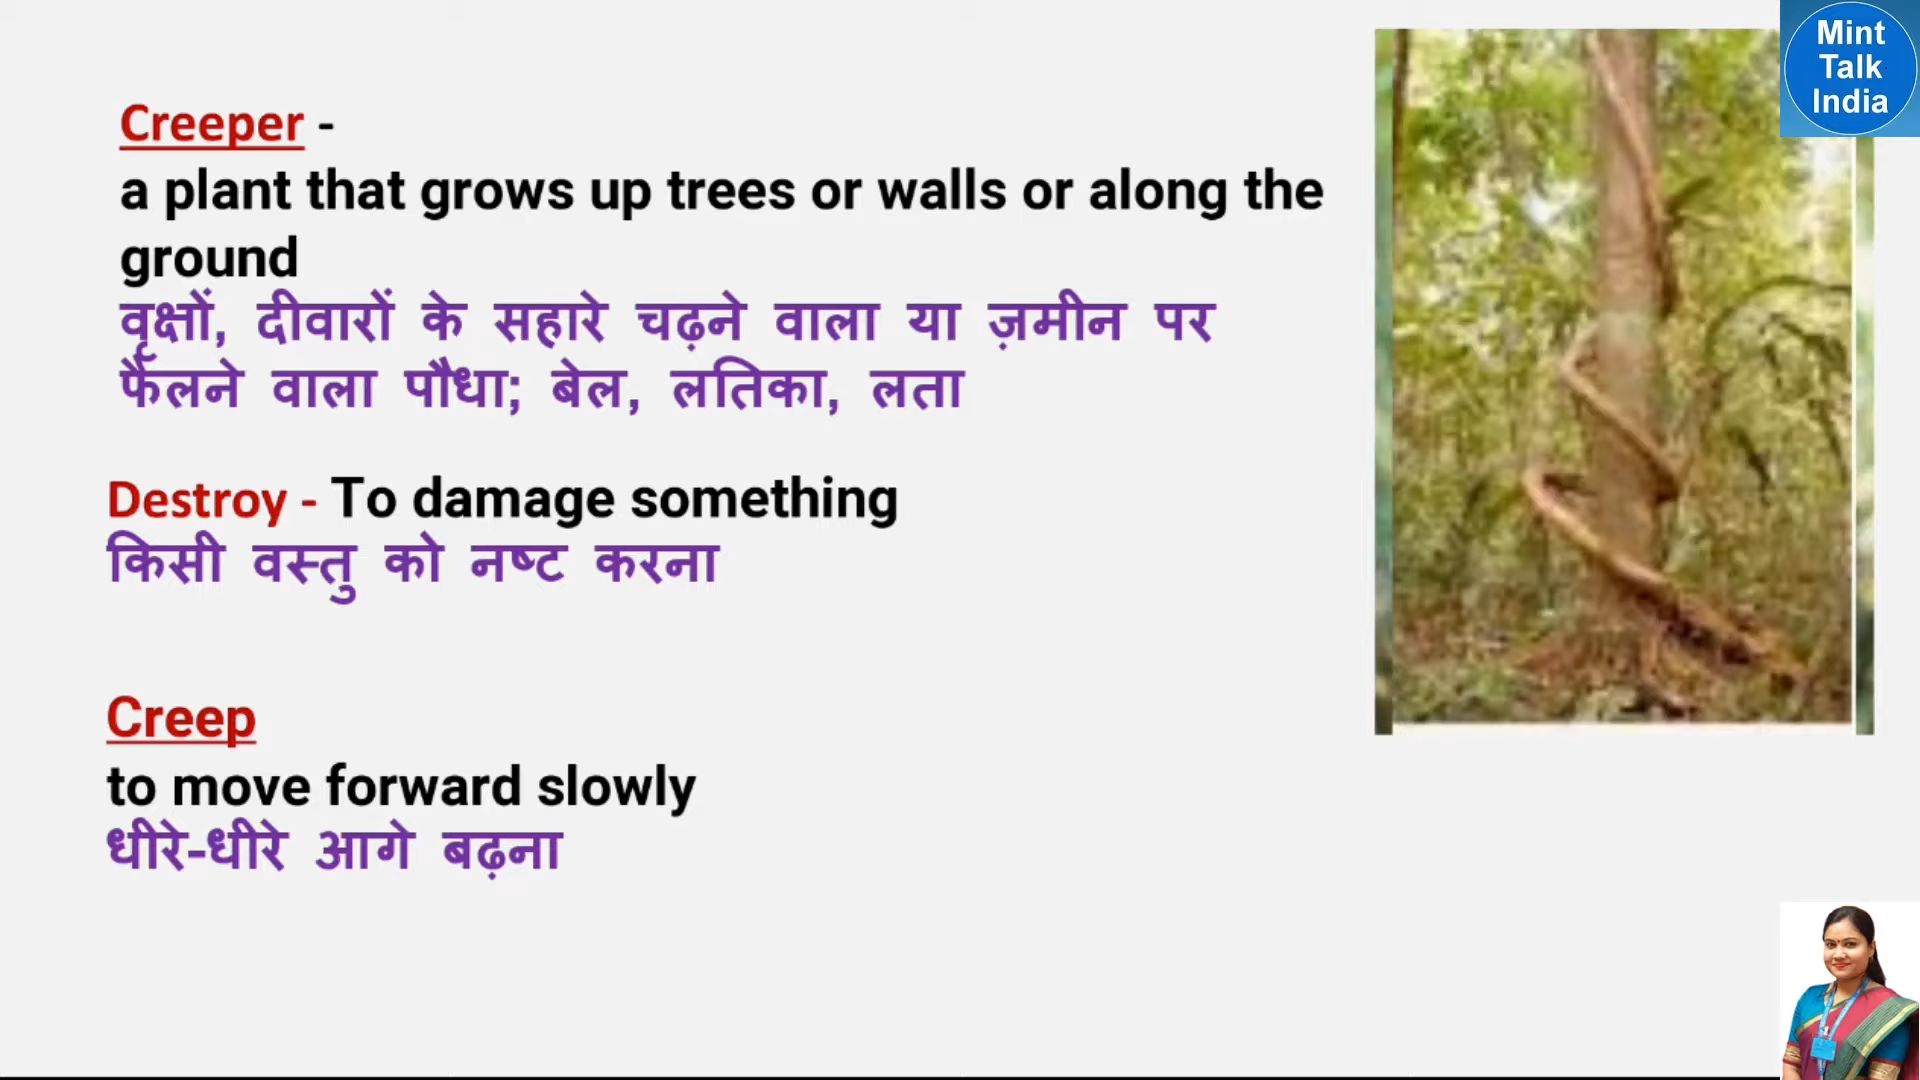 Mint
Talk
India
Creeper -
a plant that grows up trees or walls or along the
ground
वृक्षों, दीवारों के सहारे चढ़ने वाला या ज़मीन पर
फैलने वाला पौधा; बेल, लतिका, लता
Destroy - To damage something
किसी वस्तु को नष्ट करना
Creep
to move forward slowly
धीरे-धीरे आगे बढ़ना